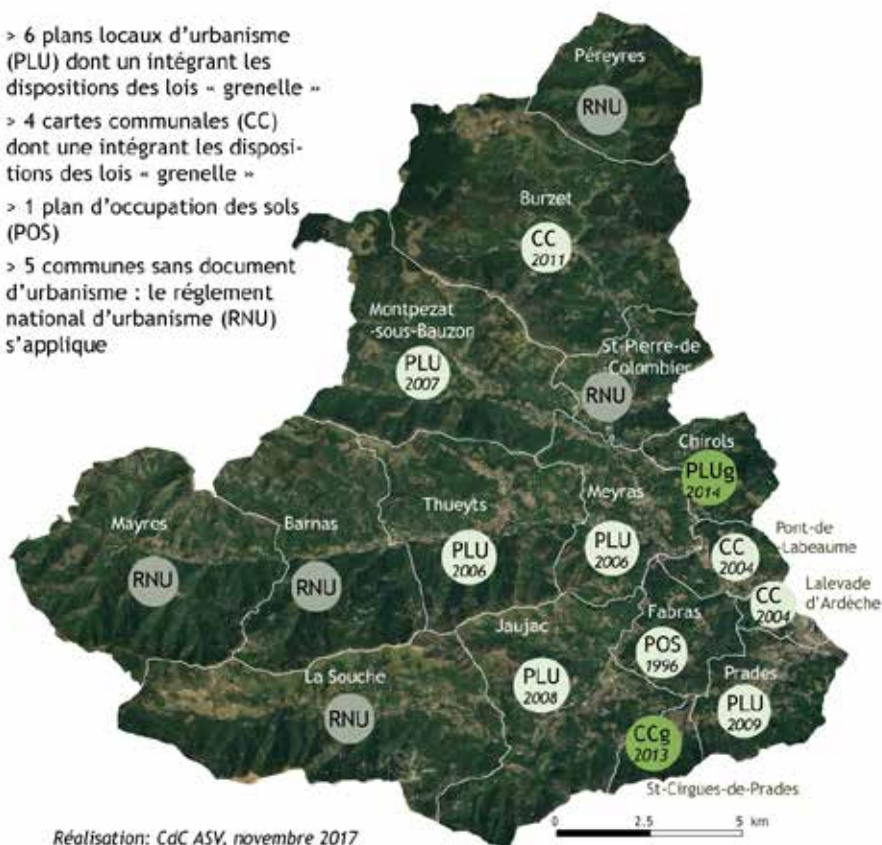 > 6 plans locaux d’urbanisme
(PLU) dont un intégrant les
dispositions des lois « grenelle »
> 4 cartes communales (CC)
dont une intégrant les disposi-
tions des lois « grenelle »
> 1 plan d’occupation des sols
(POS)
> 5 communes sans document
d’urbanisme : le réglement
national d’urbanisme (RNU)
s’applique
Péreyres
RNU
Burzet
CC
2011
Montpezat
-sous-Bauzon
PLU
2007
St-Pierre-de
-Colombier
RNU
Chirols
PLUg
2014
Mayres
RNU
Barnas
RNU
Thueyts
PLU
2006
Meyras
PLU
2006
Pont-de
-Labeaume
CC
2004
Lalevade
d’Ardèche
CC
2004
Jaujac
PLU
2008
Fabras
POS
1996
Prades
PLU
2009
La Souche
RNU
CCg
2013
St-Cirgues-de-Prades
0 2.5 5 km
Réalisation: CdC ASV, novembre 2017